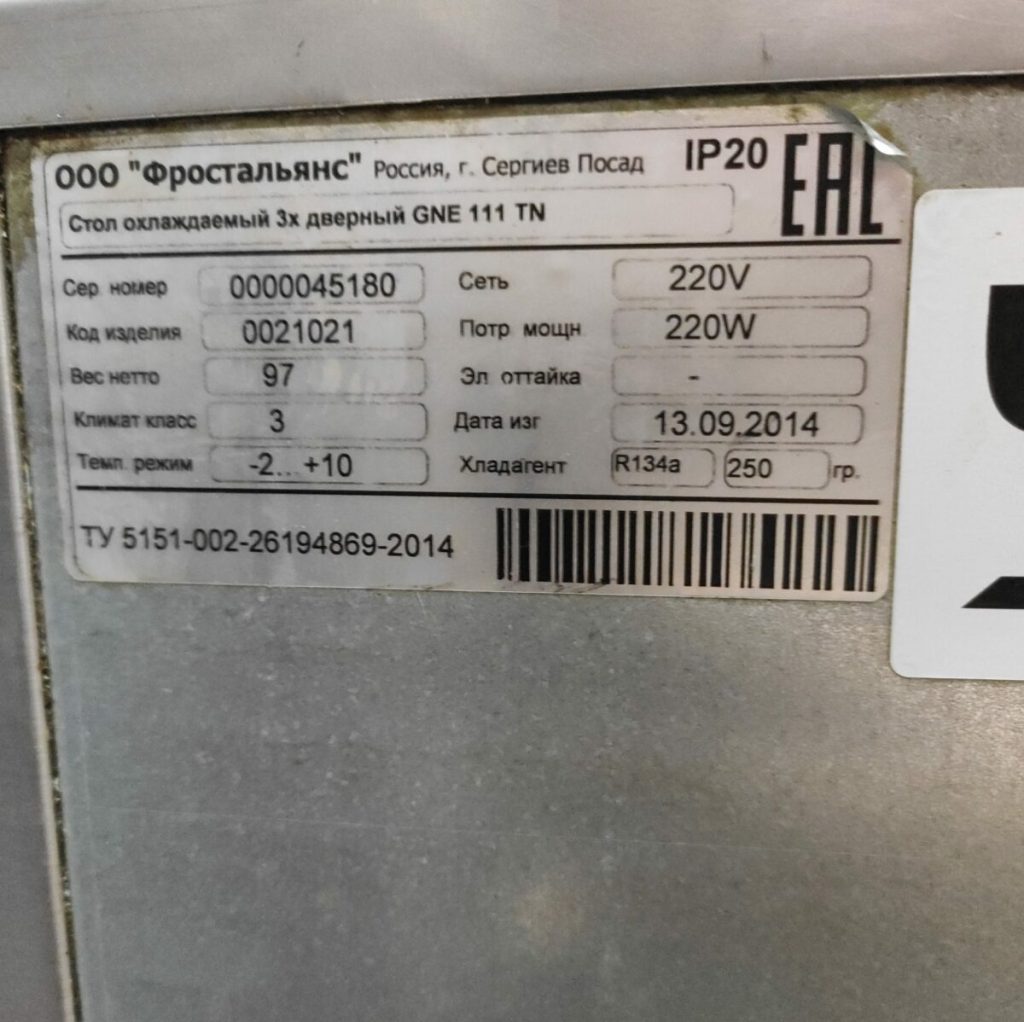 ООО "Фростальянс" Россия, г. Сергиев Посад IP20 EAC
Стол охлаждаемый 3х дверный GNE 111 TN
Сер. номер 0000045180 Сеть 220V
Код изделия 0021021 Потр мощн 220W
Вес нетто 97 Эл оттайка -
Климат класс 3 Дата изг 13.09.2014
Темп. режим -2... +10 Хладагент R134a 250 гр.
ТУ 5151-002-26194869-2014